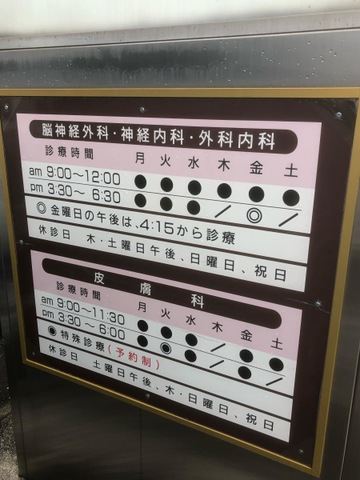 脳神経外科・神経内科・外科内科
診療時間 月 火 水 木 金 土
am 9:00〜12:00 ● ● ● ● ● ●
pm 3:30〜 6:30 ● ● ● / ◎ /
◎ 金曜日の午後は、4:15から診療
休診日 木・土曜日午後、日曜日、祝日
皮膚科
診療時間 月 火 水 木 金 土
am 9:00〜11:30 ● ● ● / ● ●
pm 3:30〜 6:00 ● ◉ ● / ● /
◉ 特殊診療(予約制)
休診日 土曜日午後、木・日曜日、祝日